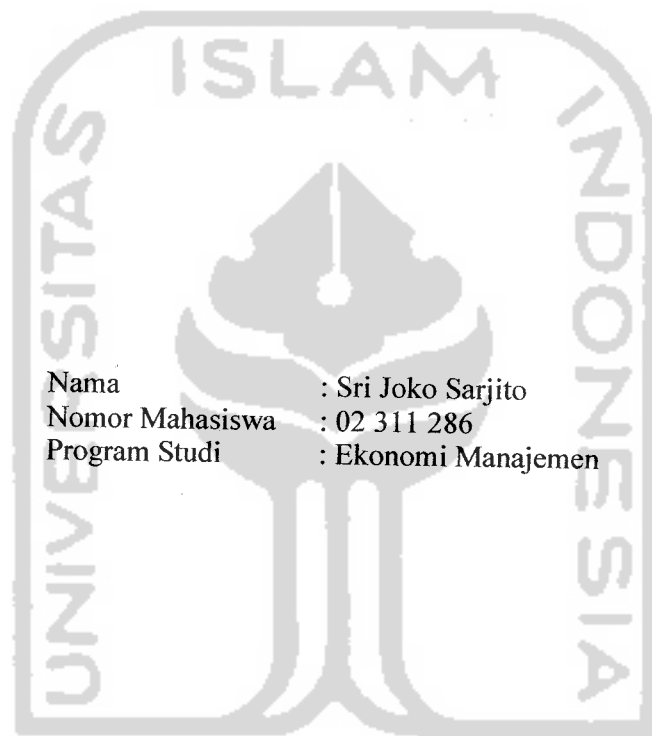 UNIVERSITAS ISLAM INDONESIA
Nama : Sri Joko Sarjito
Nomor Mahasiswa : 02 311 286
Program Studi : Ekonomi Manajemen